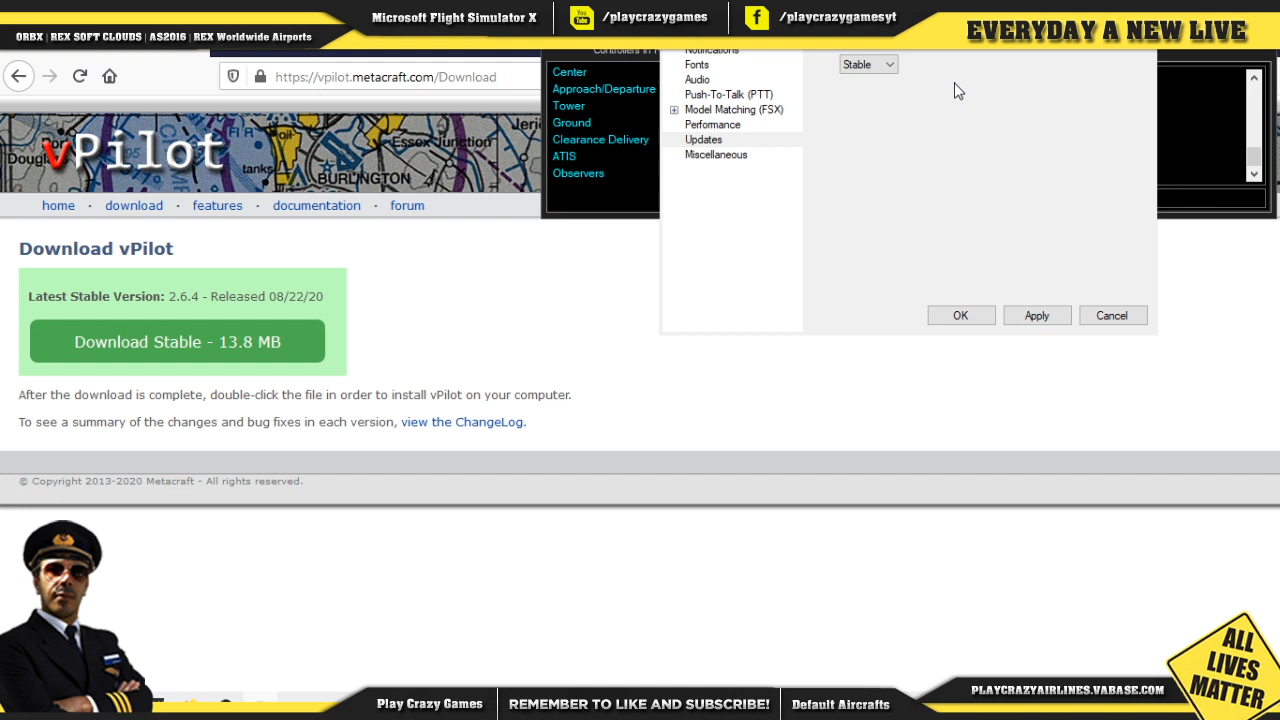 Microsoft Flight Simulator X
/playcrazygames
/playcrazygamesyt
EVERYDAY A NEW LIVE
ORBX | REX SOFT CLOUDS | AS2016 | REX Worldwide Airports
https://vpilot.metacraft.com/Download
vPilot
Essex Junction
BURLINGTON
tanks
home · download · features · documentation · forum
Download vPilot
Latest Stable Version: 2.6.4 - Released 08/22/20
Download Stable - 13.8 MB
After the download is complete, double-click the file in order to install vPilot on your computer.
To see a summary of the changes and bug fixes in each version, view the ChangeLog.
© Copyright 2013-2020 Metacraft - All rights reserved.
Center
Approach/Departure
Tower
Ground
Clearance Delivery
ATIS
Observers
Notifications
Fonts
Audio
Push-To-Talk (PTT)
Model Matching (FSX)
Performance
Updates
Miscellaneous
Stable
OK
Apply
Cancel
ALL
LIVES
MATTER
PLAYCRAZYAIRLINES.VABASE.COM
Play Crazy Games
REMEMBER TO LIKE AND SUBSCRIBE!
Default Aircrafts